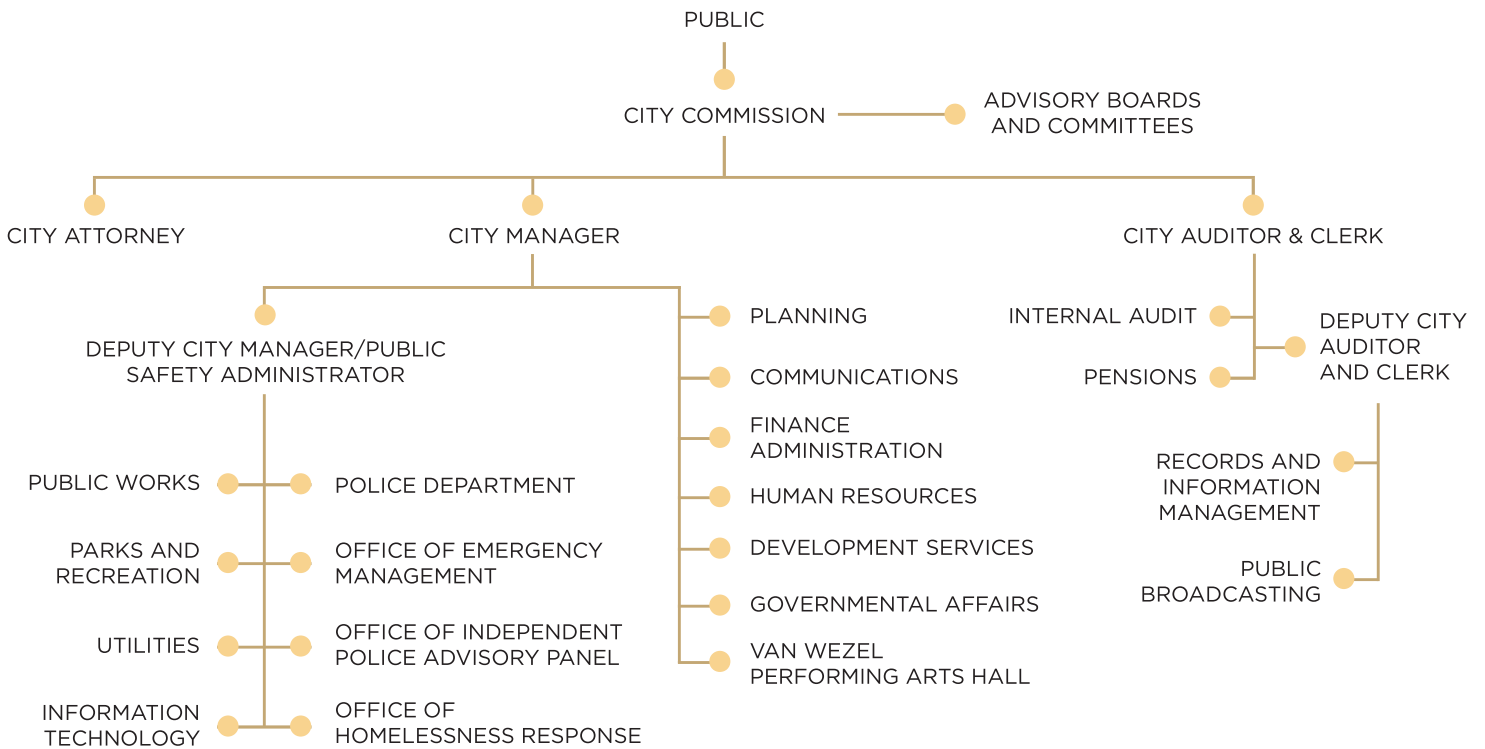 PUBLIC
CITY COMMISSION
ADVISORY BOARDS
AND COMMITTEES
CITY ATTORNEY
CITY MANAGER
CITY AUDITOR & CLERK
DEPUTY CITY MANAGER/PUBLIC
SAFETY ADMINISTRATOR
PUBLIC WORKS
PARKS AND
RECREATION
UTILITIES
INFORMATION
TECHNOLOGY
POLICE DEPARTMENT
OFFICE OF EMERGENCY
MANAGEMENT
OFFICE OF INDEPENDENT
POLICE ADVISORY PANEL
OFFICE OF
HOMELESSNESS RESPONSE
PLANNING
COMMUNICATIONS
FINANCE
ADMINISTRATION
HUMAN RESOURCES
DEVELOPMENT SERVICES
GOVERNMENTAL AFFAIRS
VAN WEZEL
PERFORMING ARTS HALL
INTERNAL AUDIT
PENSIONS
DEPUTY CITY
AUDITOR
AND CLERK
RECORDS AND
INFORMATION
MANAGEMENT
PUBLIC
BROADCASTING